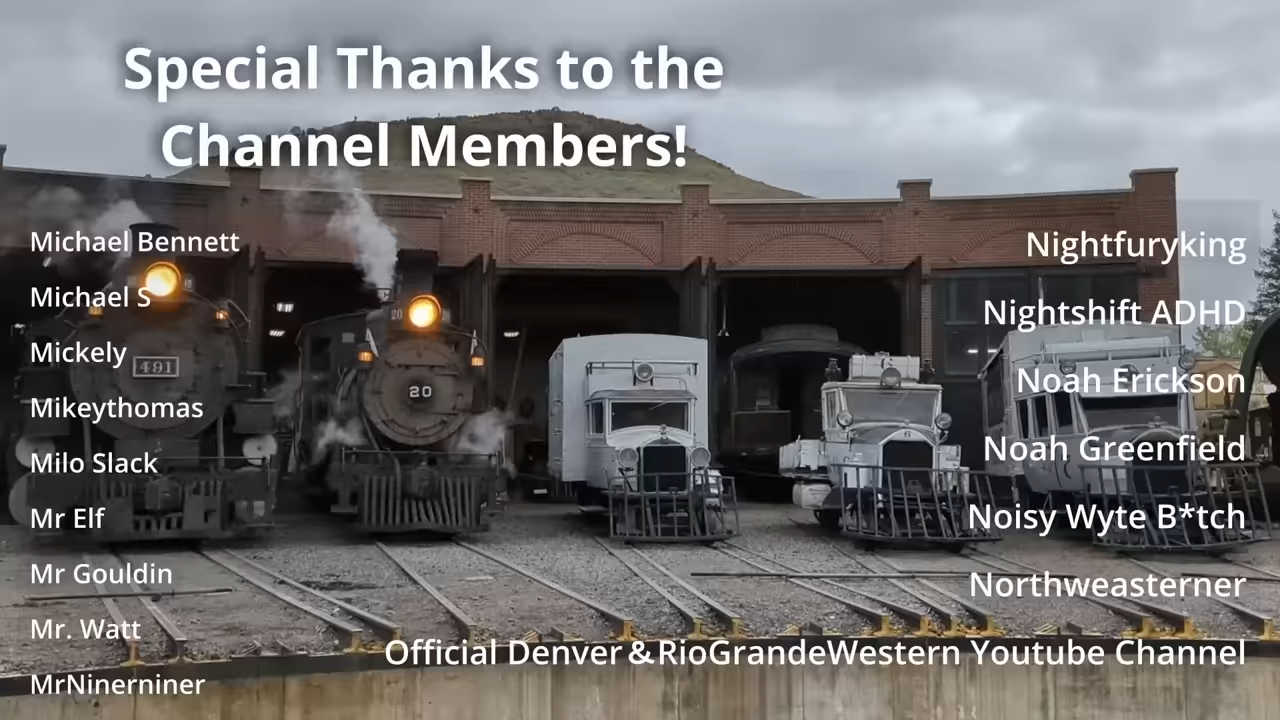 Special Thanks to the
Channel Members!
Michael Bennett
Michael S
Mickely
Mikeythomas
Milo Slack
Mr Elf
Mr Gouldin
Mr. Watt
MrNinerniner
Nightfuryking
Nightshift ADHD
Noah Erickson
Noah Greenfield
Noisy Wyte B*tch
Northweasterner
Official Denver & RioGrandeWestern Youtube Channel
491
20
20